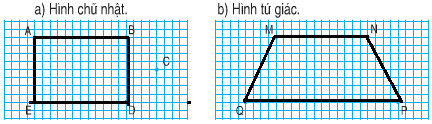 a) Hình chữ nhật. b) Hình tứ giác.
A B C E D
M N Q P